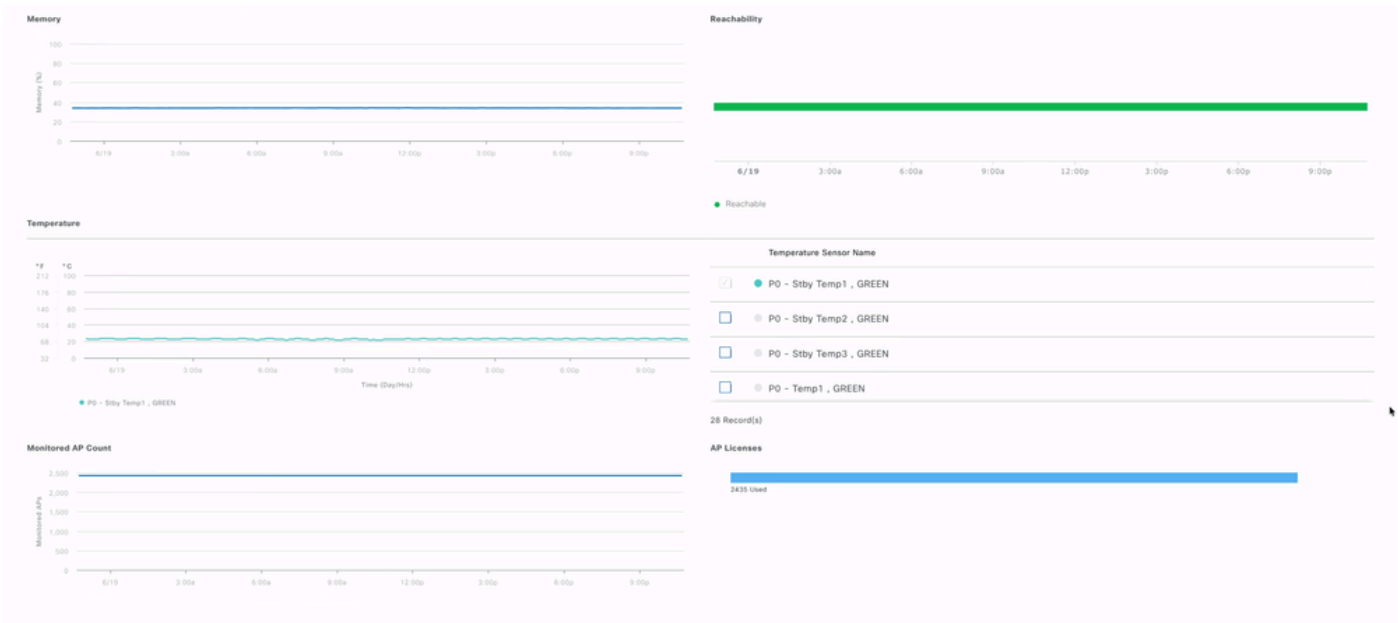 Memory
100
80
60
40
20
0
Memory (%)
6/19 3:00a 6:00a 9:00a 12:00p 3:00p 6:00p 9:00p
Reachability
6/19 3:00a 6:00a 9:00a 12:00p 3:00p 6:00p 9:00p
Reachable
Temperature
°F °C
212 100
176 80
140 60
104 40
68 20
32 0
6/19 3:00a 6:00a 9:00a 12:00p 3:00p 6:00p 9:00p
Time (Day/Hrs)
P0 - Stby Temp1 , GREEN
Temperature Sensor Name
P0 - Stby Temp1 , GREEN
P0 - Stby Temp2 , GREEN
P0 - Stby Temp3 , GREEN
P0 - Temp1 , GREEN
28 Record(s)
Monitored AP Count
2,500
2,000
1,500
1,000
500
0
Monitored APs
6/19 3:00a 6:00a 9:00a 12:00p 3:00p 6:00p 9:00p
AP Licenses
2435 Used